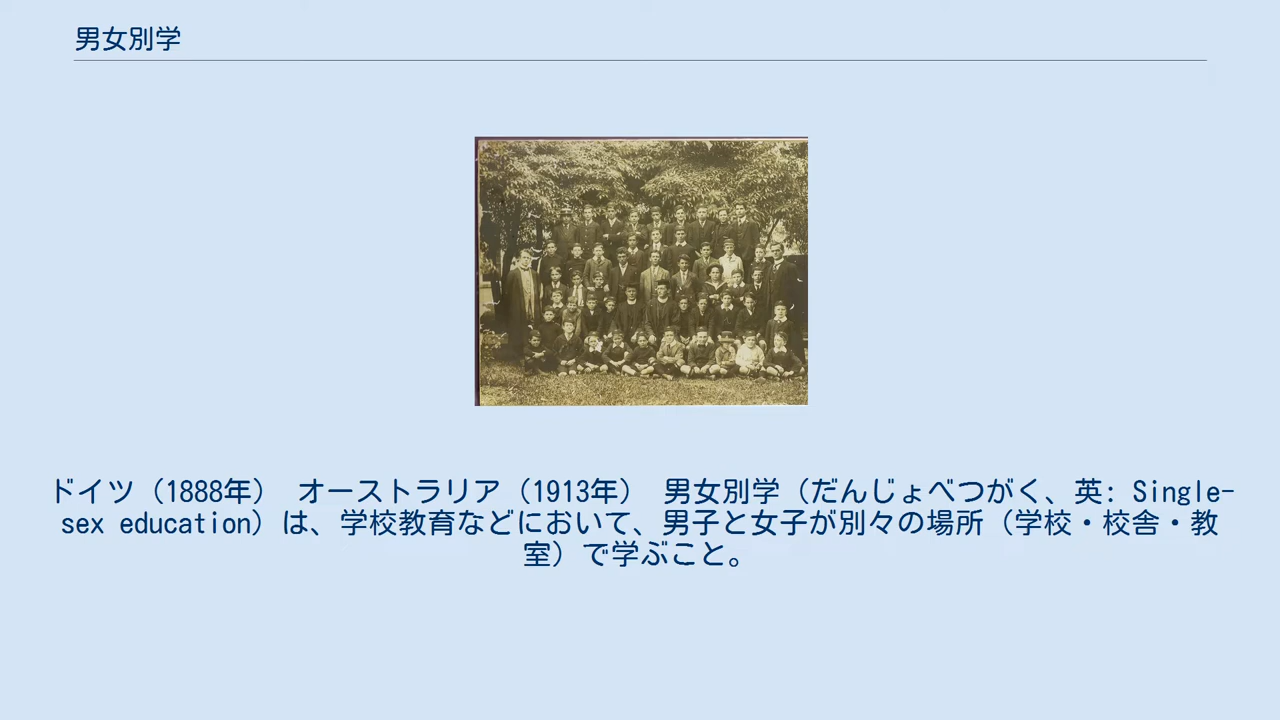 男女別学
ドイツ（1888年） オーストラリア（1913年） 男女別学（だんじょべつがく、英: Single-
sex education）は、学校教育などにおいて、男子と女子が別々の場所（学校・校舎・教
室）で学ぶこと。